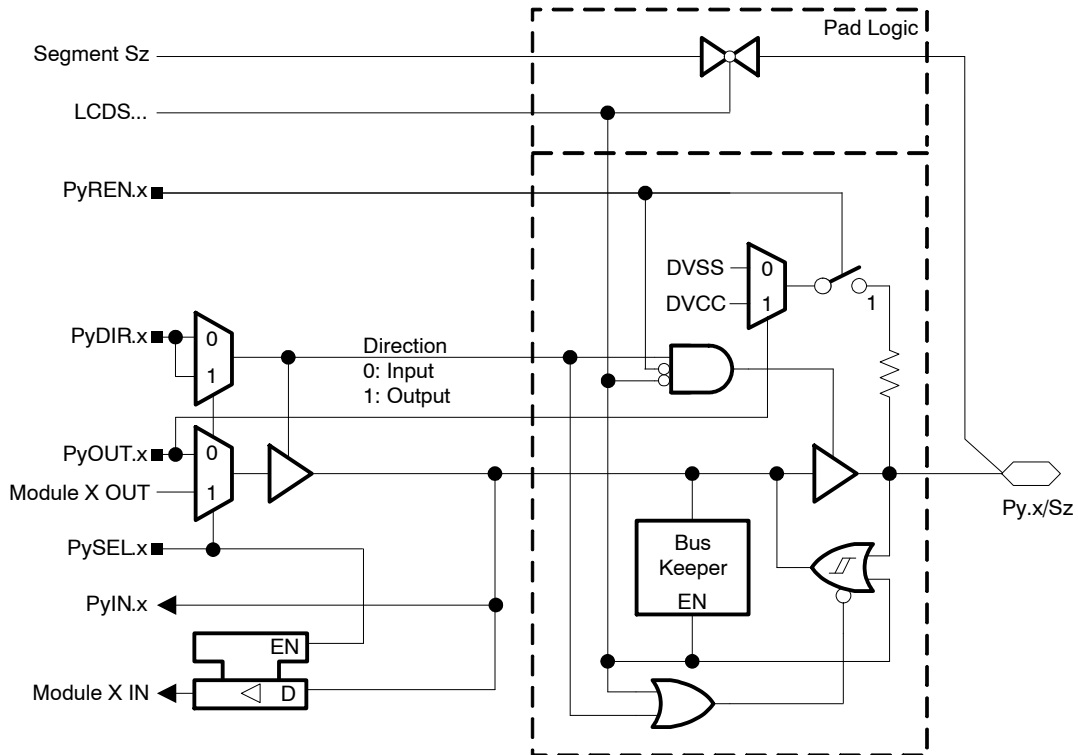 Pad Logic
Segment Sz
LCDS...
PyREN.x
DVSS
0
DVCC
1
1
PyDIR.x
0
1
Direction
0: Input
1: Output
PyOUT.x
0
Module X OUT
1
Py.x/Sz
PySEL.x
Bus
Keeper
EN
PyIN.x
EN
Module X IN
D